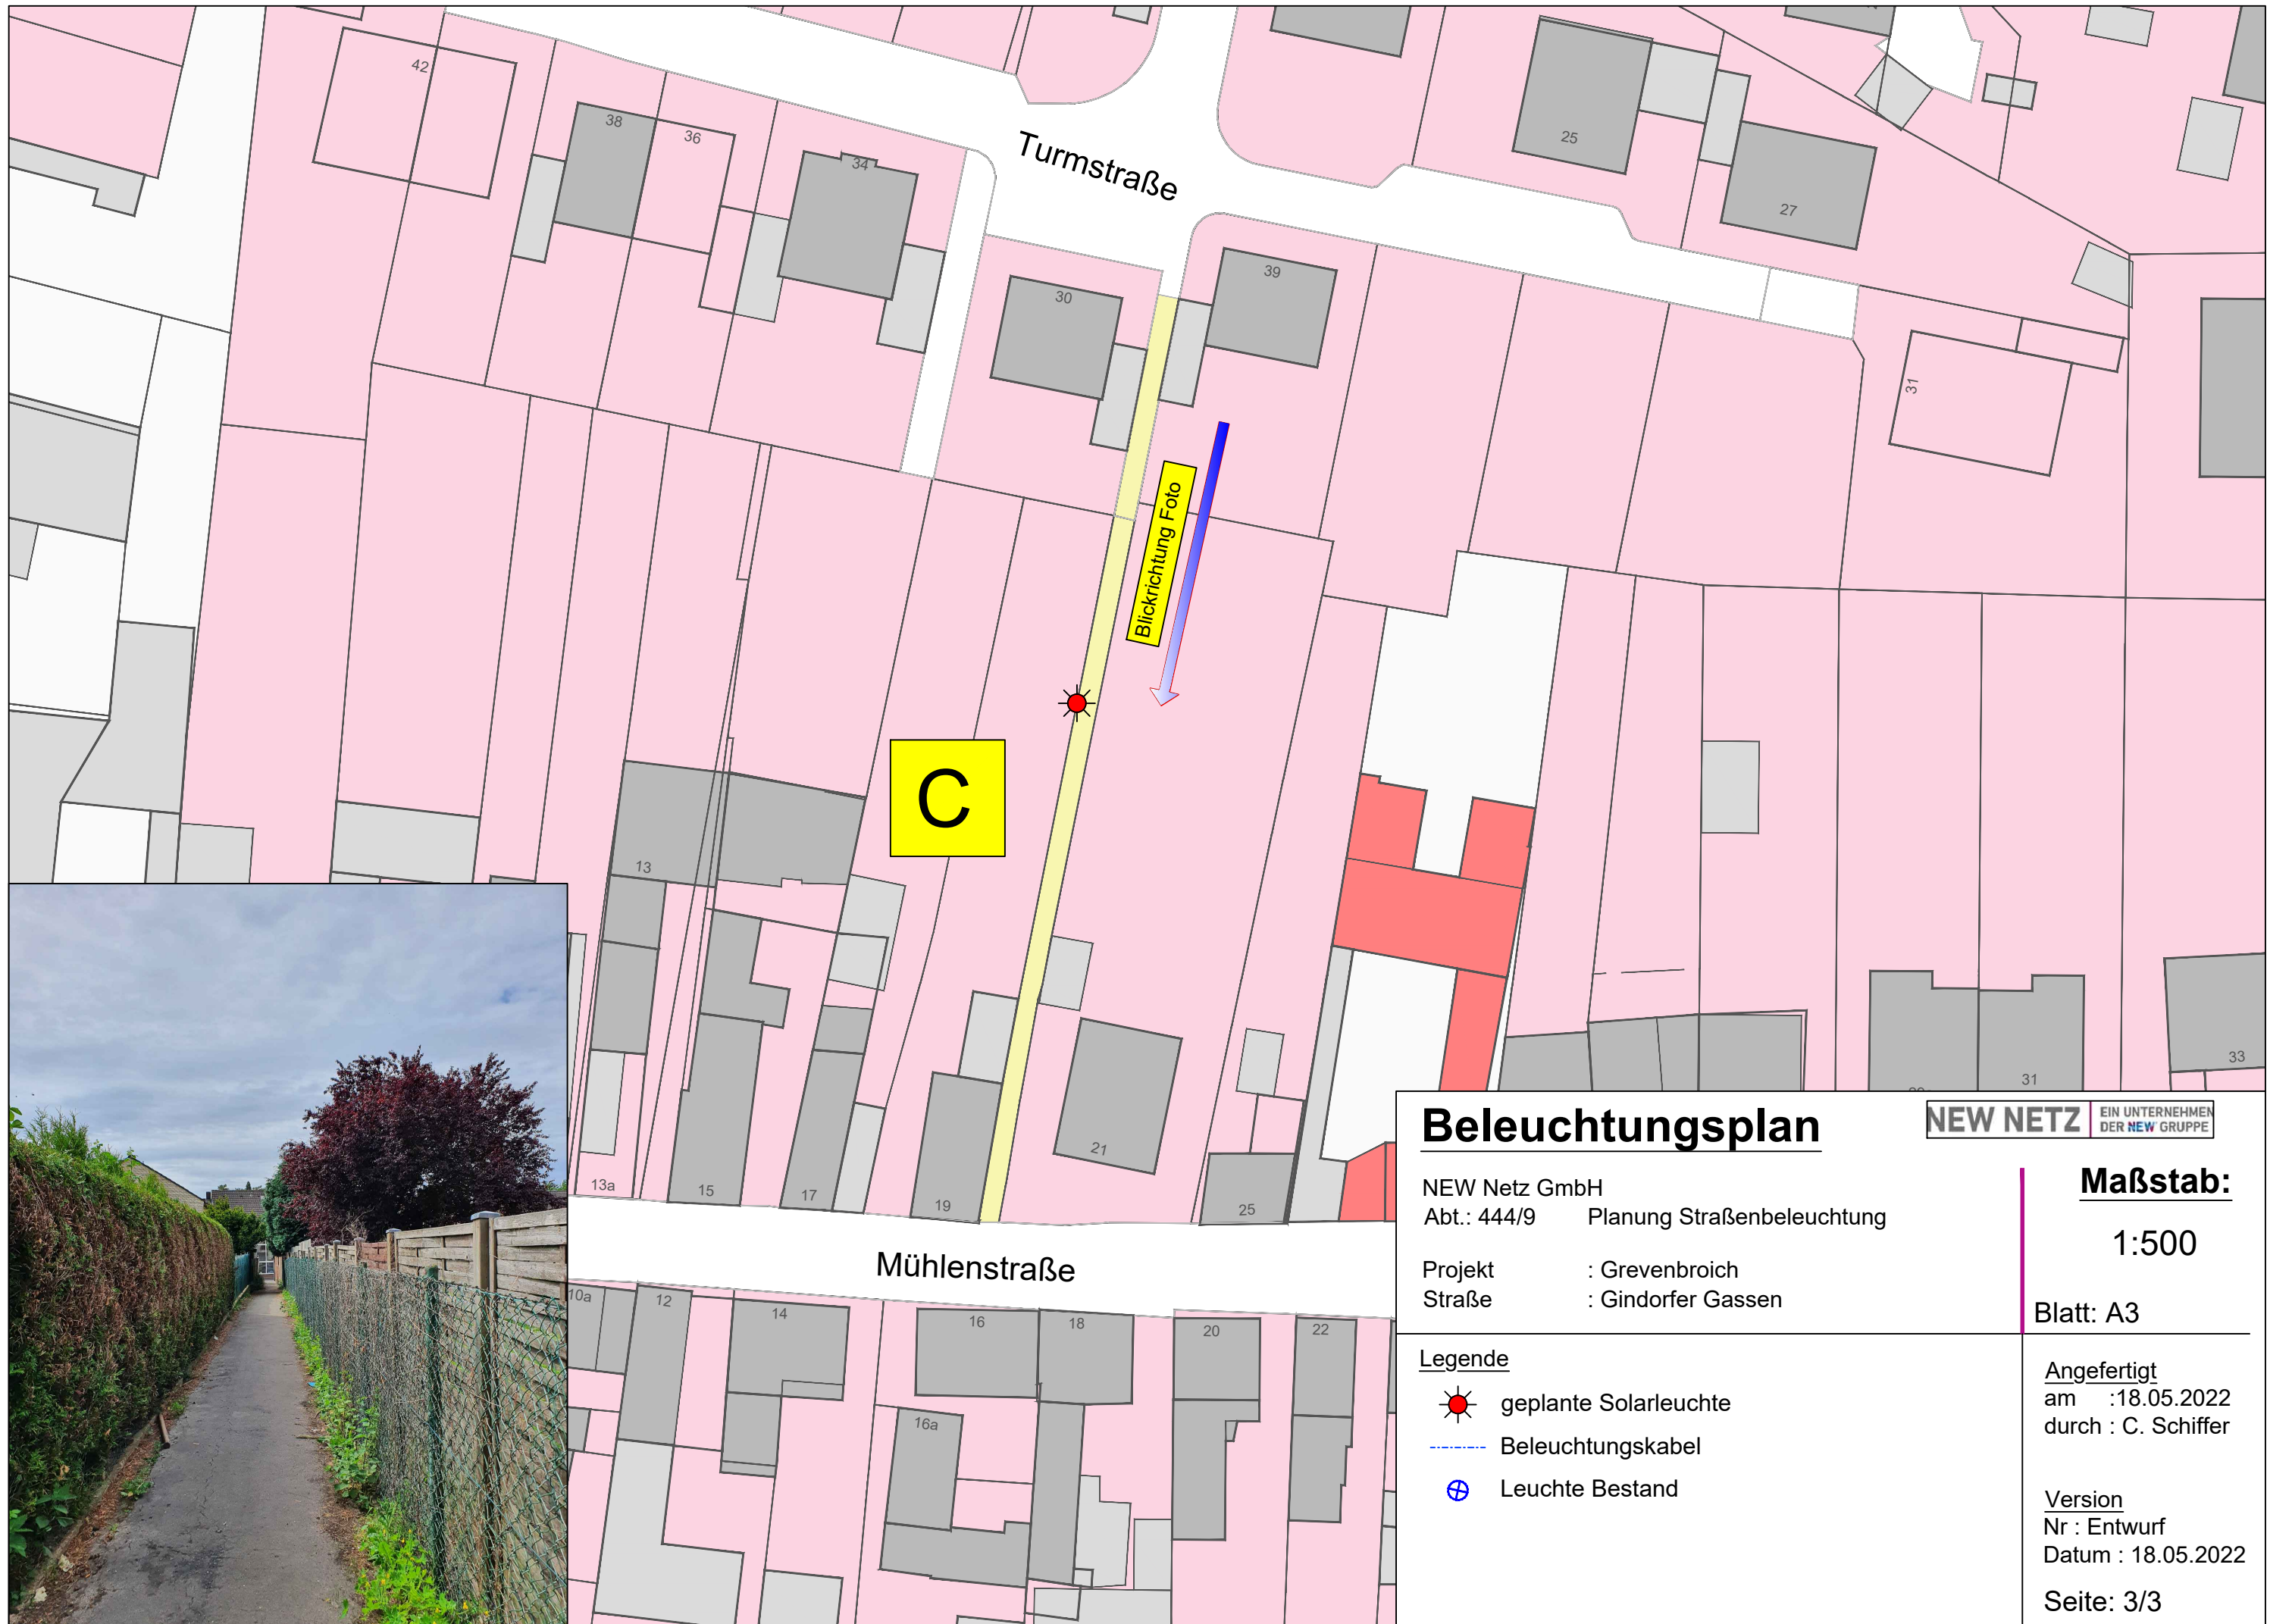 42
38
36
34
Turmstraße
25
27
30
39
31
Blickrichtung Foto
C
13
13a
15
17
19
21
25
31
33
Mühlenstraße
10a
12
14
16
18
20
22
16a
Beleuchtungsplan
NEW NETZ
EIN UNTERNEHMEN
DER NEW GRUPPE
NEW Netz GmbH
Abt.: 444/9 Planung Straßenbeleuchtung
Projekt : Grevenbroich
Straße : Gindorfer Gassen
Maßstab:
1:500
Blatt: A3
Legende
geplante Solarleuchte
Beleuchtungskabel
Leuchte Bestand
Angefertigt
am :18.05.2022
durch : C. Schiffer
Version
Nr : Entwurf
Datum : 18.05.2022
Seite: 3/3